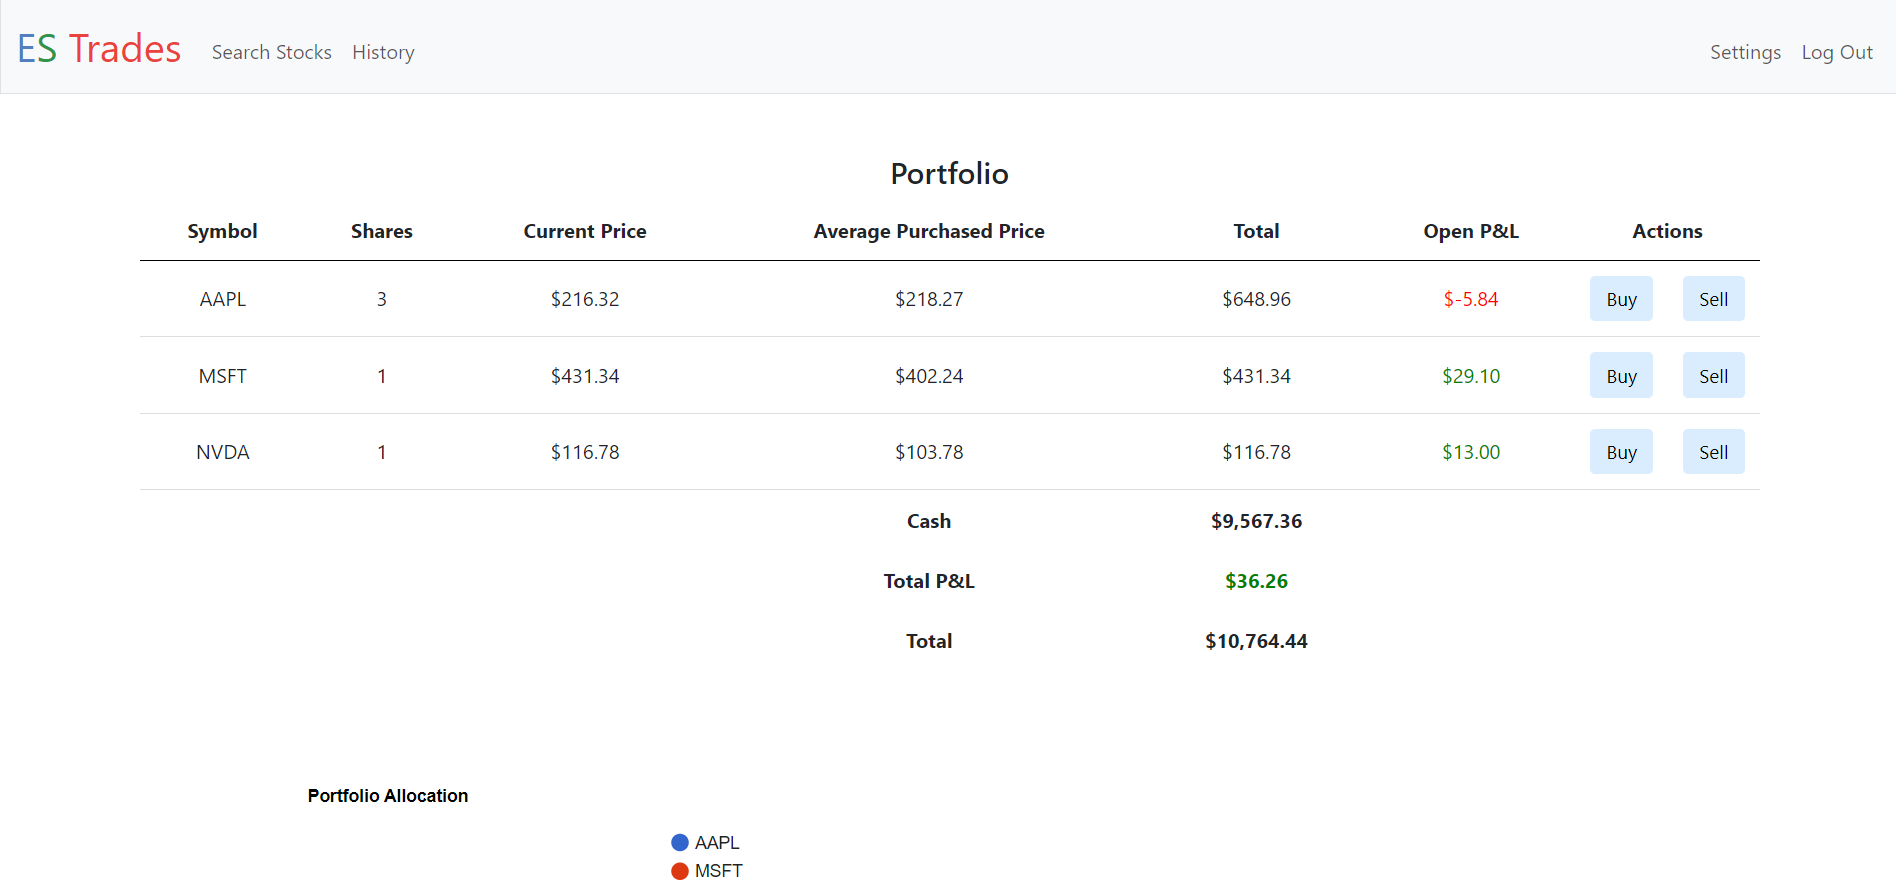 ES Trades Search Stocks History Settings Log Out
Portfolio
Symbol Shares Current Price Average Purchased Price Total Open P&L Actions
AAPL 3 $216.32 $218.27 $648.96 $-5.84 Buy Sell
MSFT 1 $431.34 $402.24 $431.34 $29.10 Buy Sell
NVDA 1 $116.78 $103.78 $116.78 $13.00 Buy Sell
Cash $9,567.36
Total P&L $36.26
Total $10,764.44
Portfolio Allocation
AAPL
MSFT